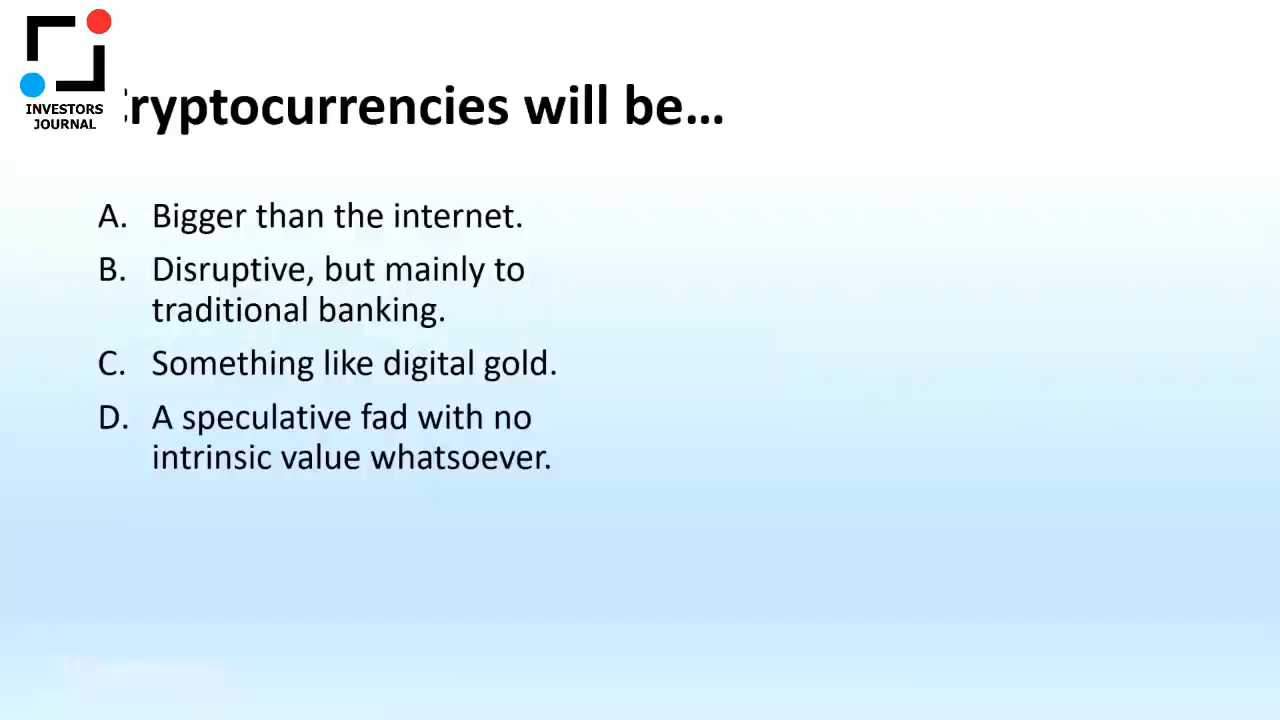 INVESTORS
JOURNAL
Cryptocurrencies will be…
A. Bigger than the internet.
B. Disruptive, but mainly to
traditional banking.
C. Something like digital gold.
D. A speculative fad with no
intrinsic value whatsoever.